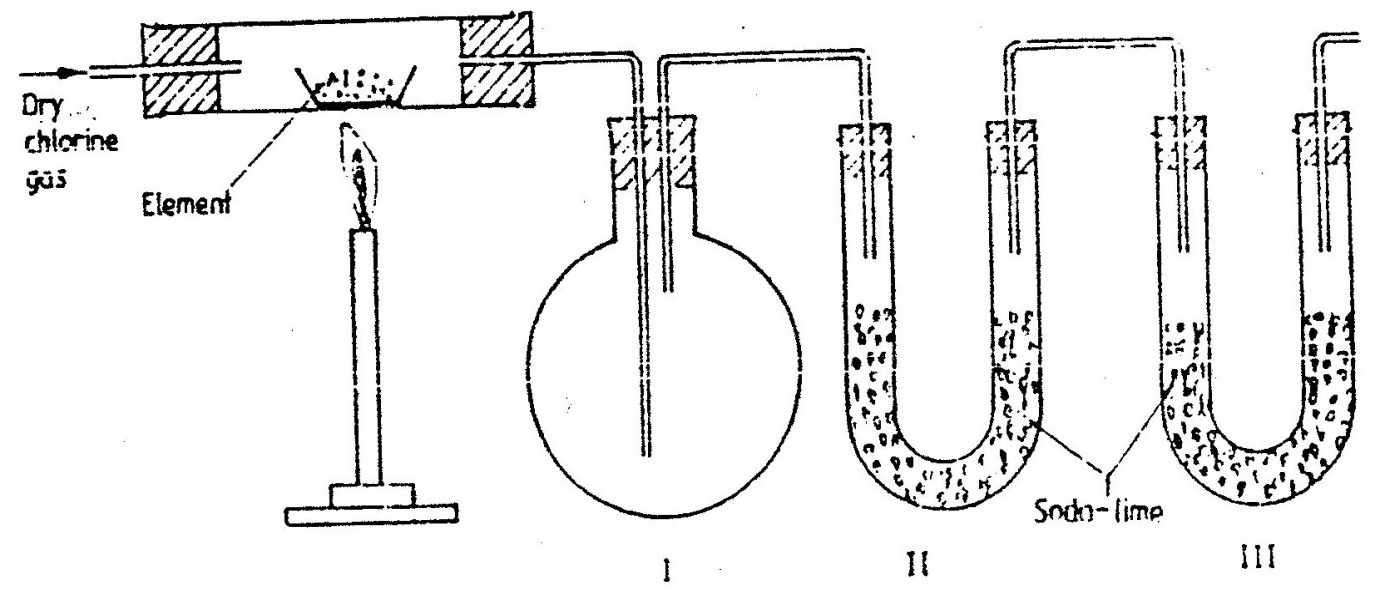 Dry
chlorine
gas
Element
Soda-lime
I
II
III